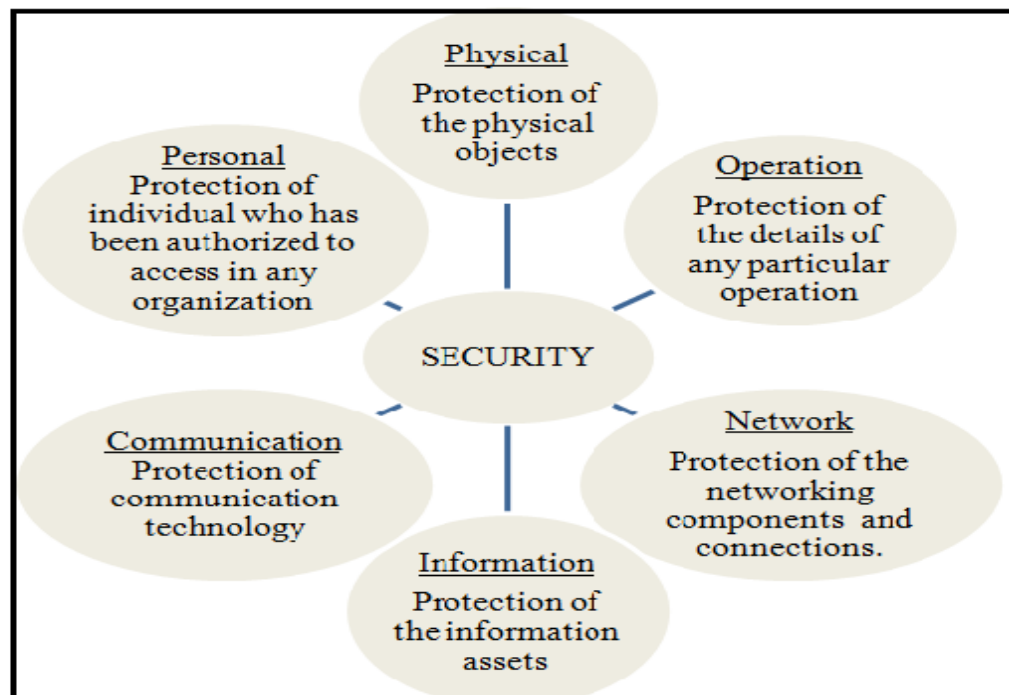 Physical
Protection of
the physical
objects
Operation
Protection of
the details of
any particular
operation
Network
Protection of the
networking
components and
connections.
Information
Protection of
the information
assets
Communication
Protection of
communication
technology
Personal
Protection of
individual who has
been authorized to
access in any
organization
SECURITY